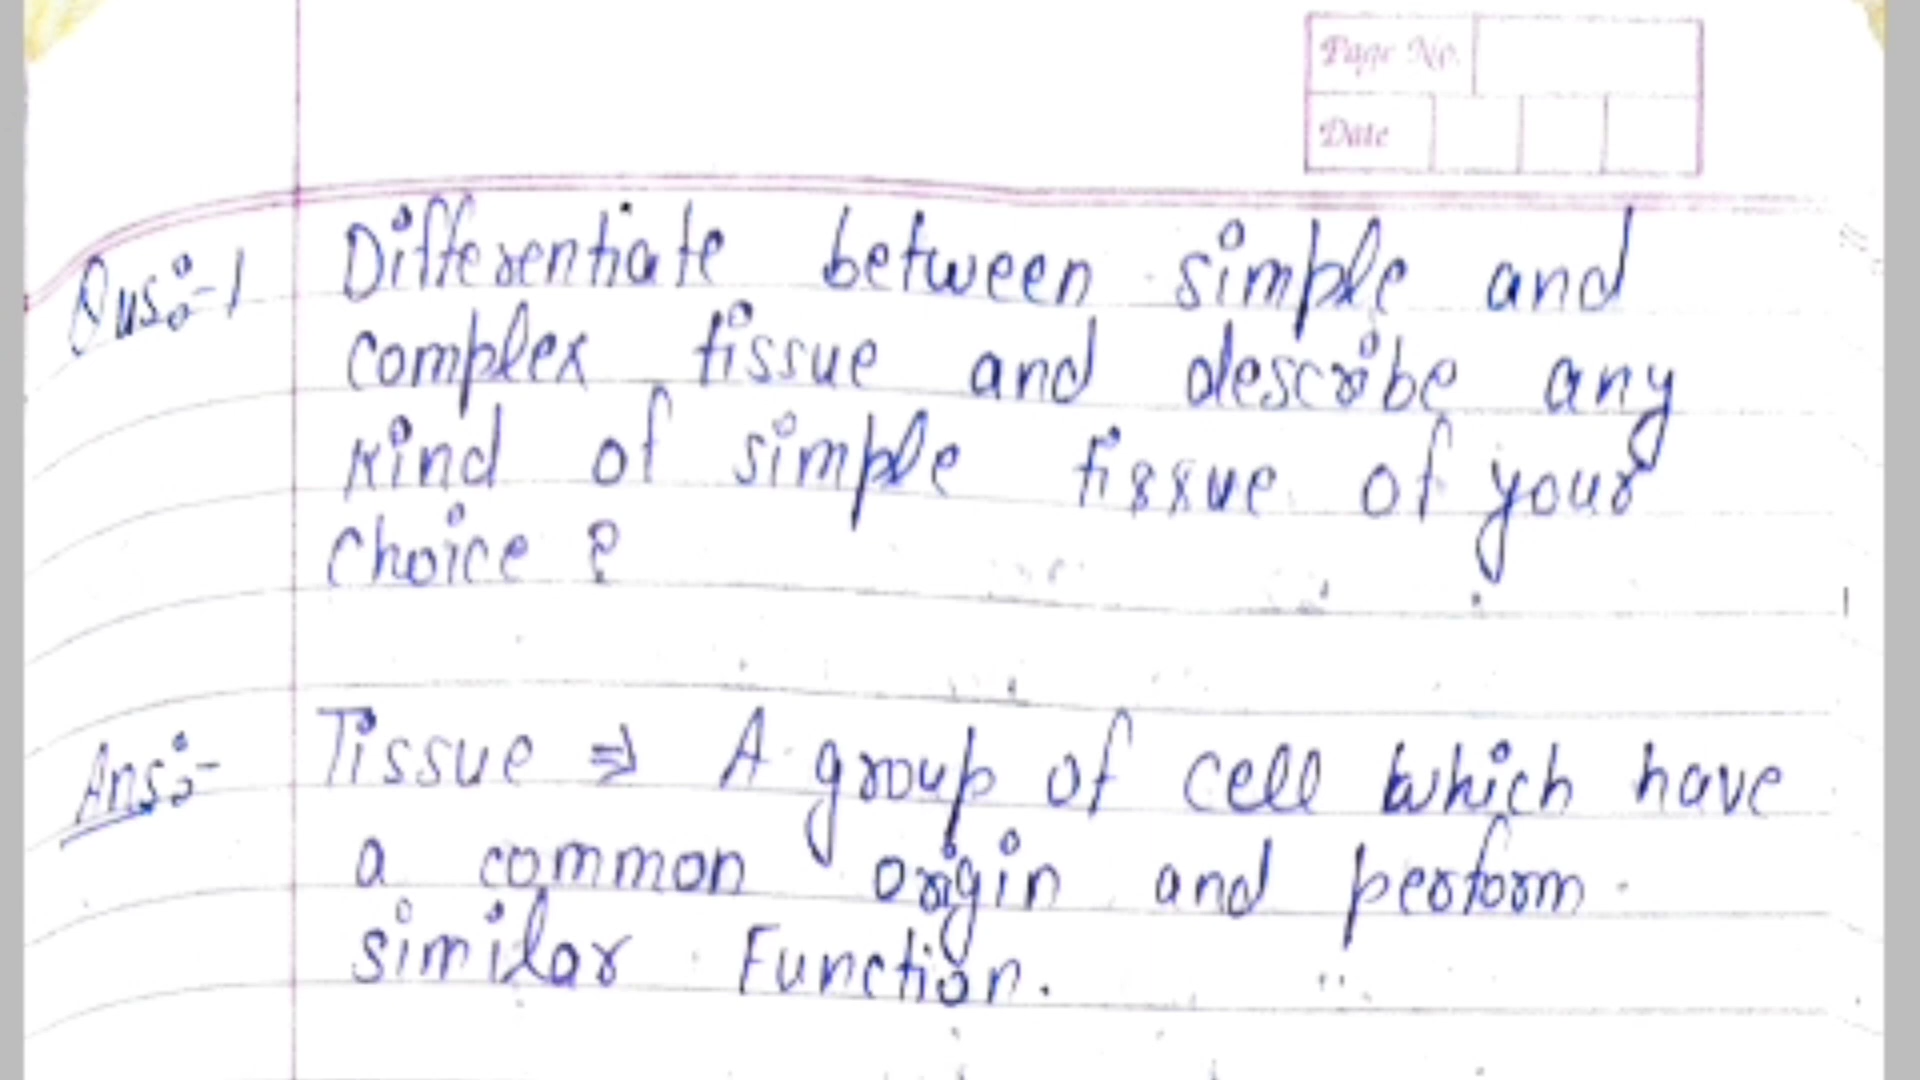 Page No.
Date
Qus:-1 Differentiate between simple and
complex tissue and describe any
kind of simple tissue of your
choice ?
Ans:- Tissue ⇒ A group of cell which have
a common origin and perform
similar Function.